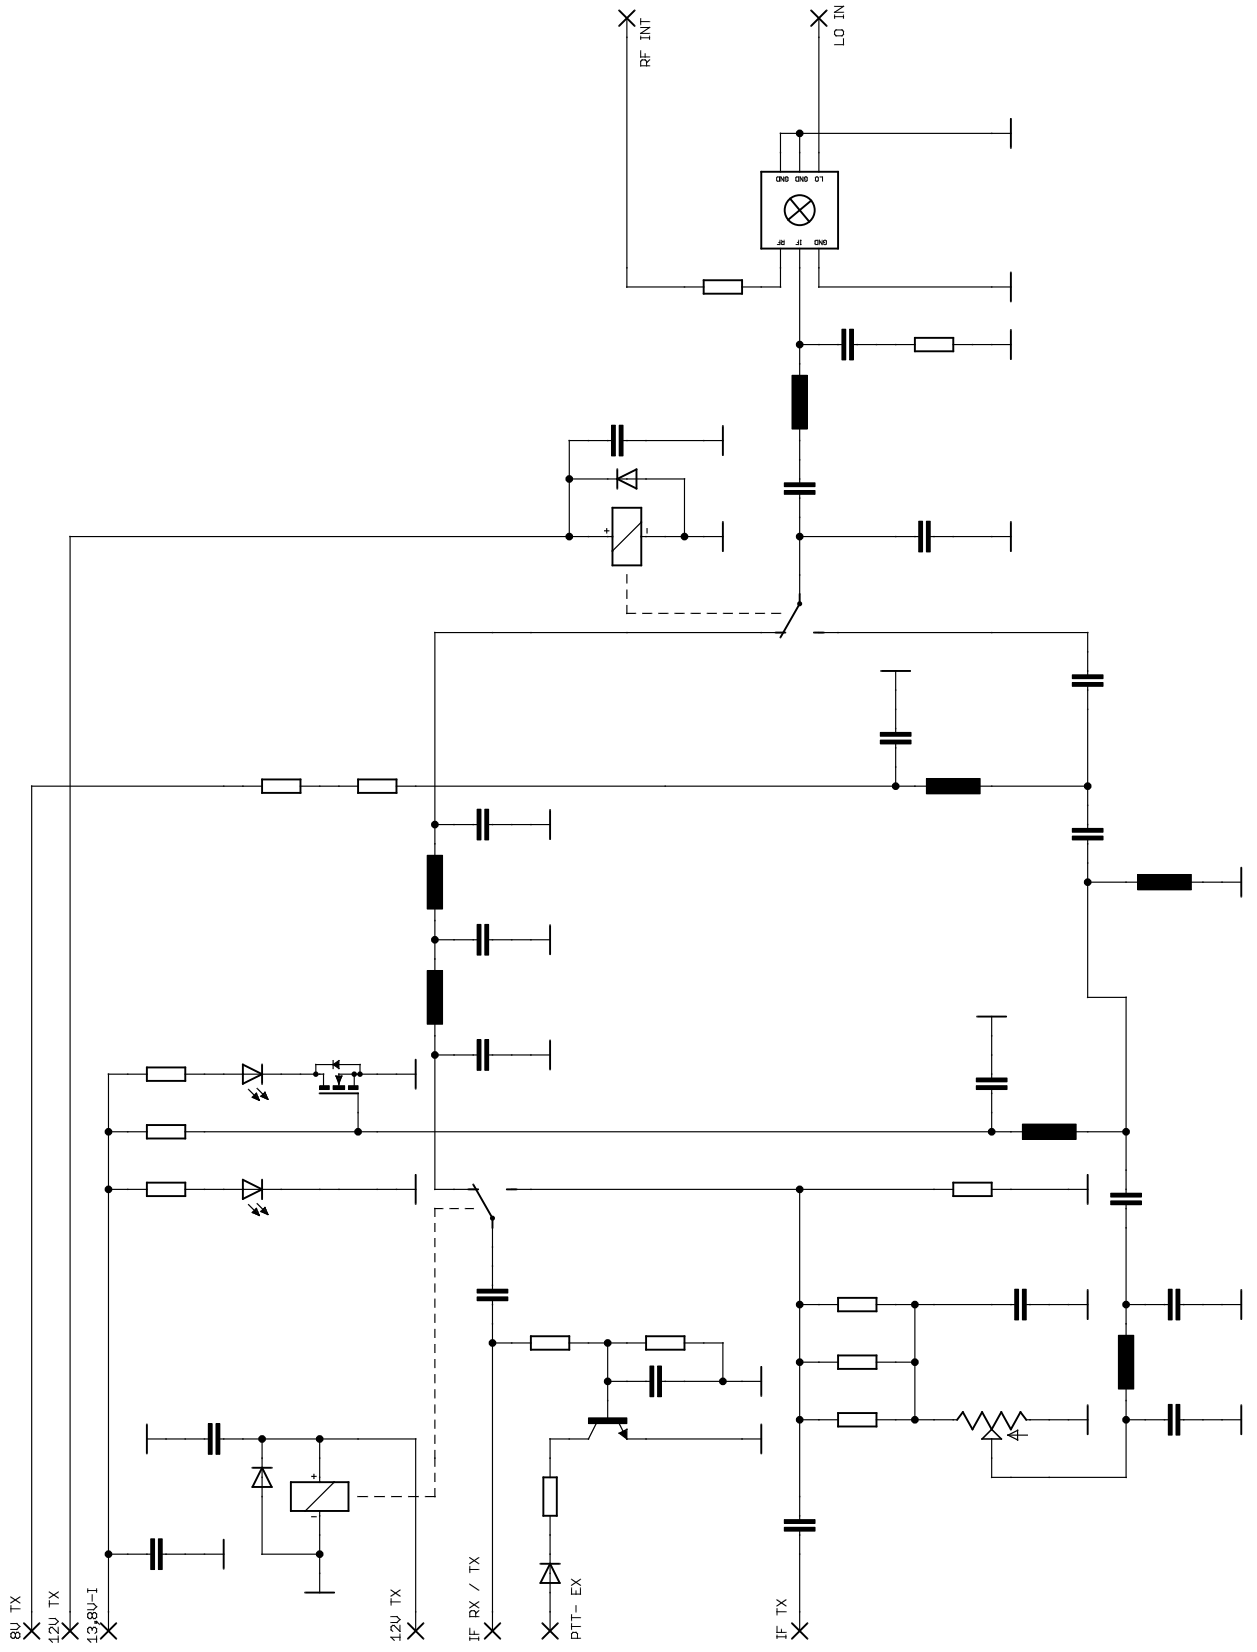 RF INT
LO IN
GND
GND
LO
RF
IF
GND
+
-
+
-
8V TX
12V TX
13,8V-I
12V TX
IF RX / TX
PTT- EX
IF TX